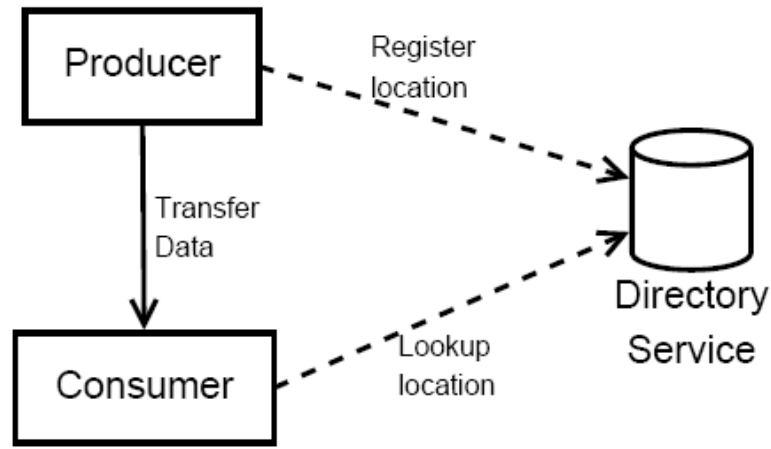 Producer
Register
location
Transfer
Data
Directory
Service
Consumer
Lookup
location